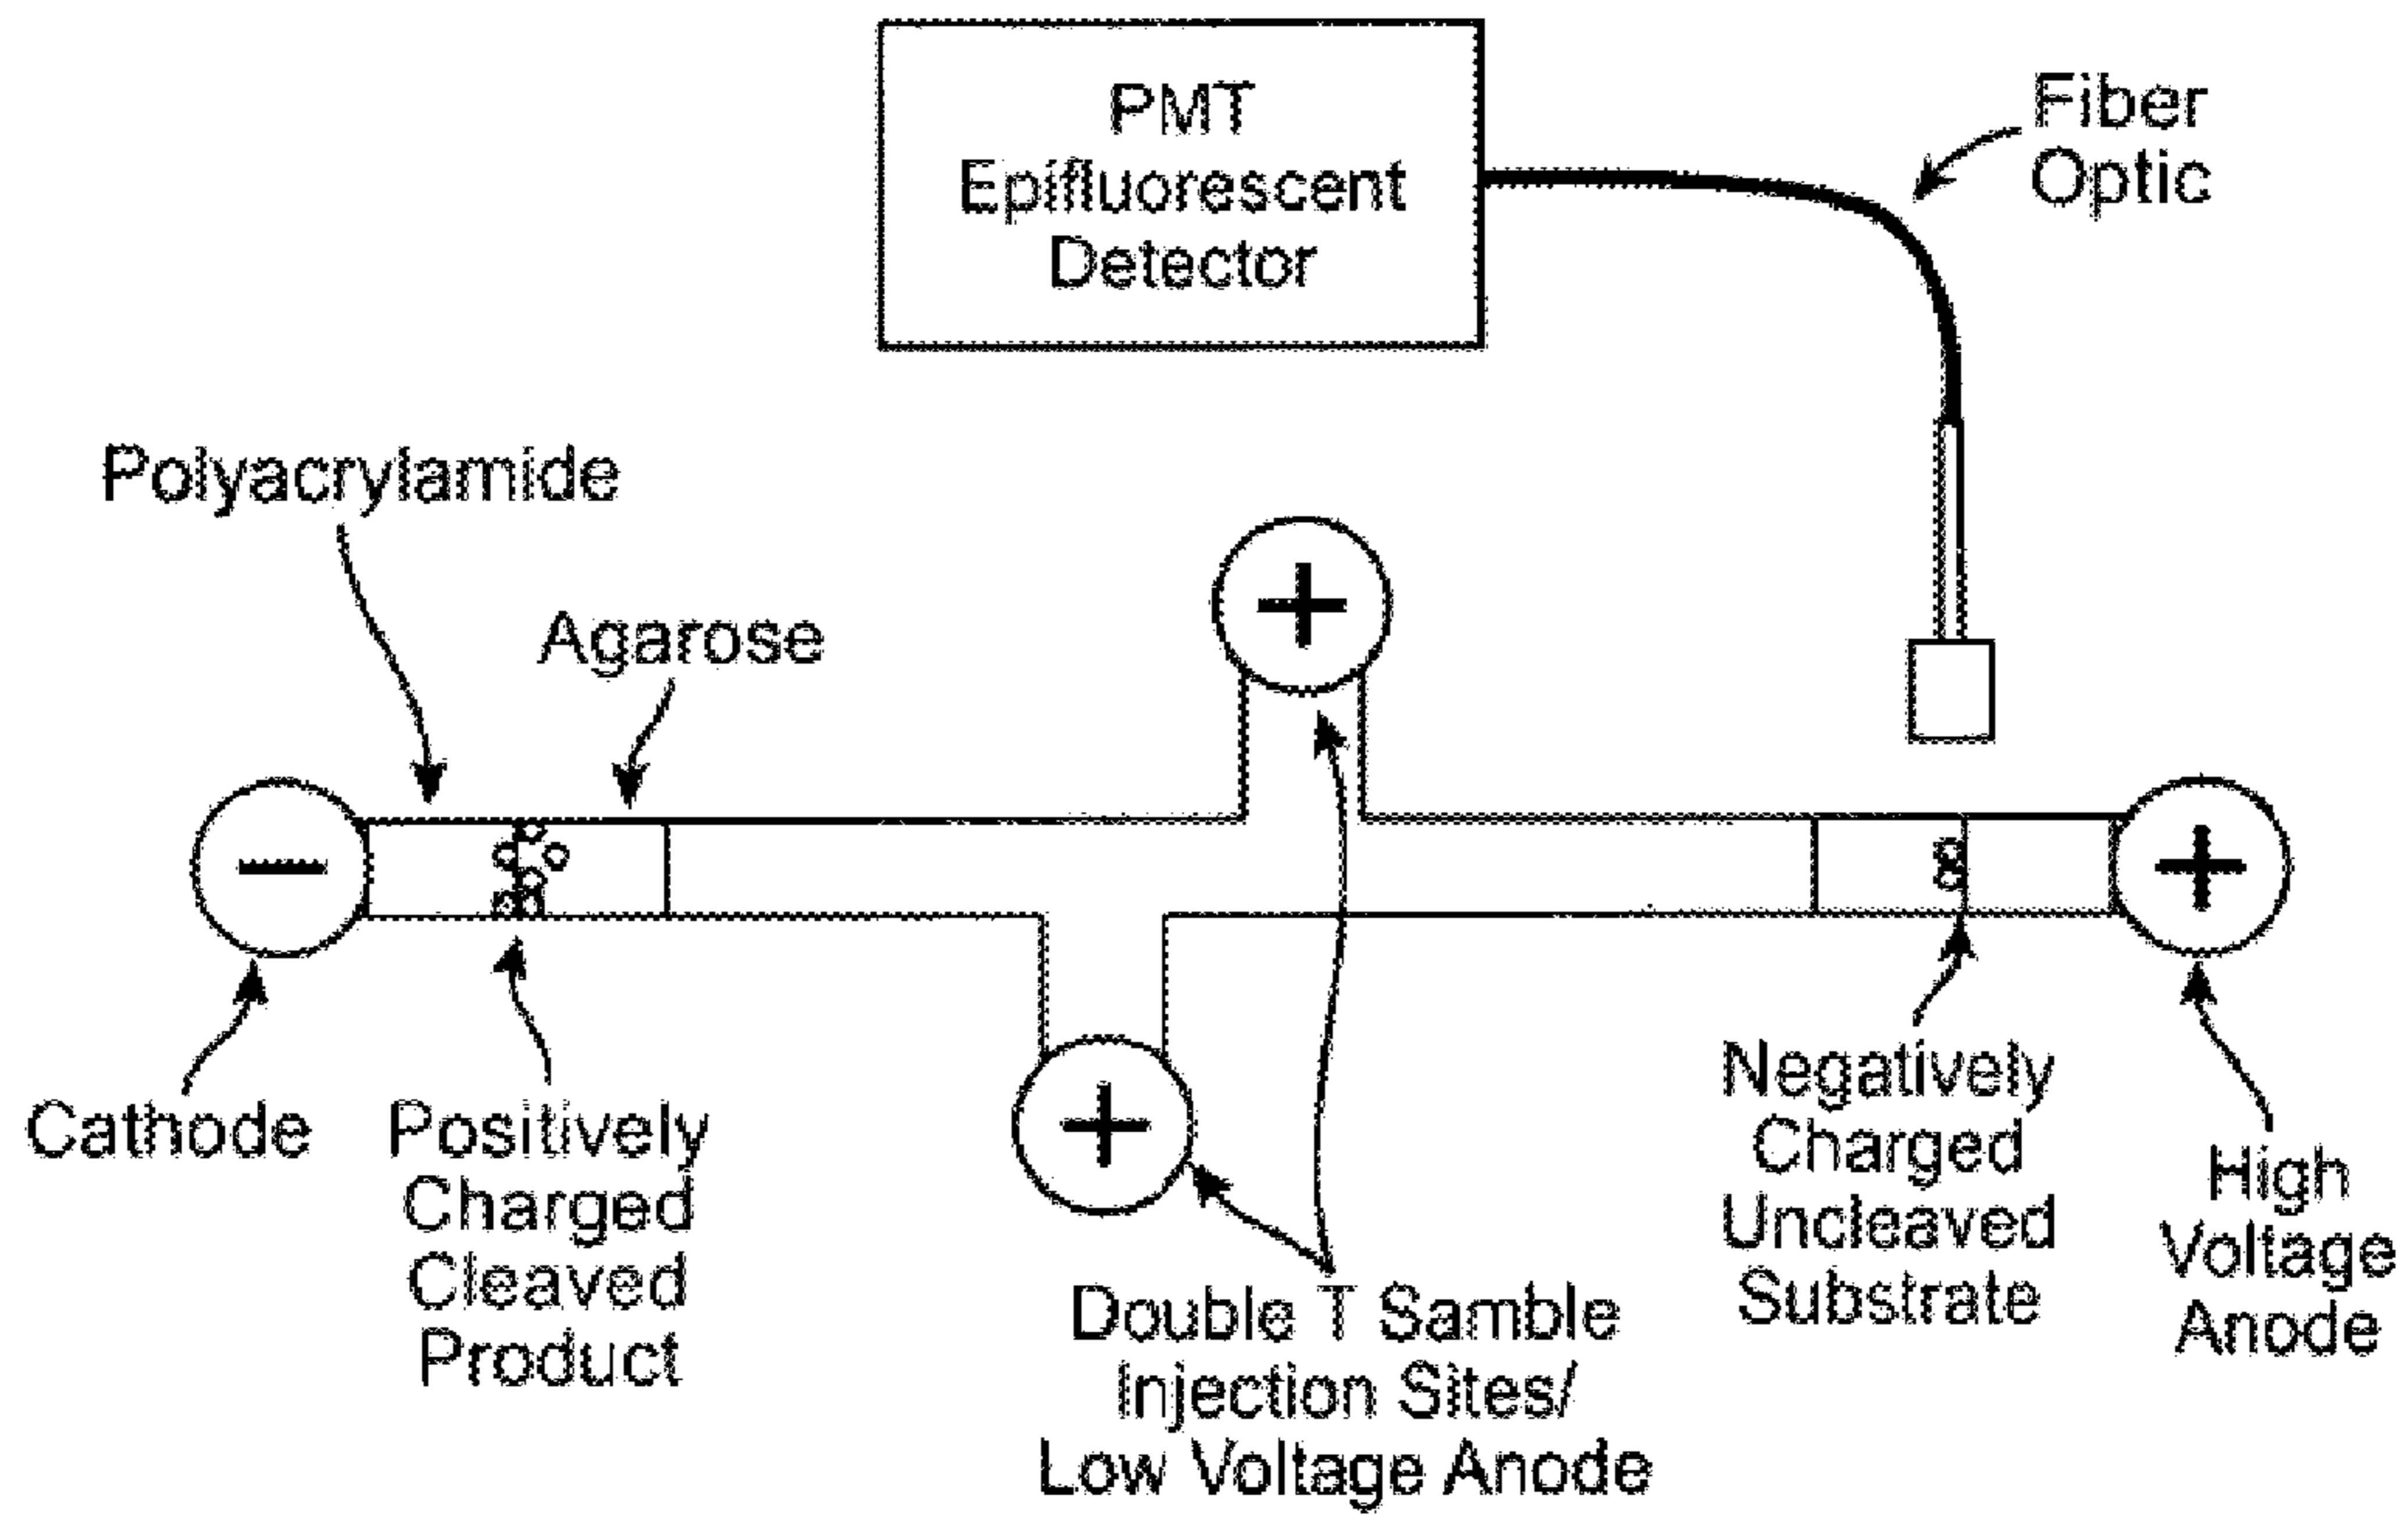 PMT
Epifluorescent
Detector
Fiber
Optic
Polyacrylamide
Agarose
+
−
+
+
Cathode
Positively
Charged
Cleaved
Product
Double T Samble
Injection Sites/
Low Voltage Anode
Negatively
Charged
Uncleaved
Substrate
High
Voltage
Anode